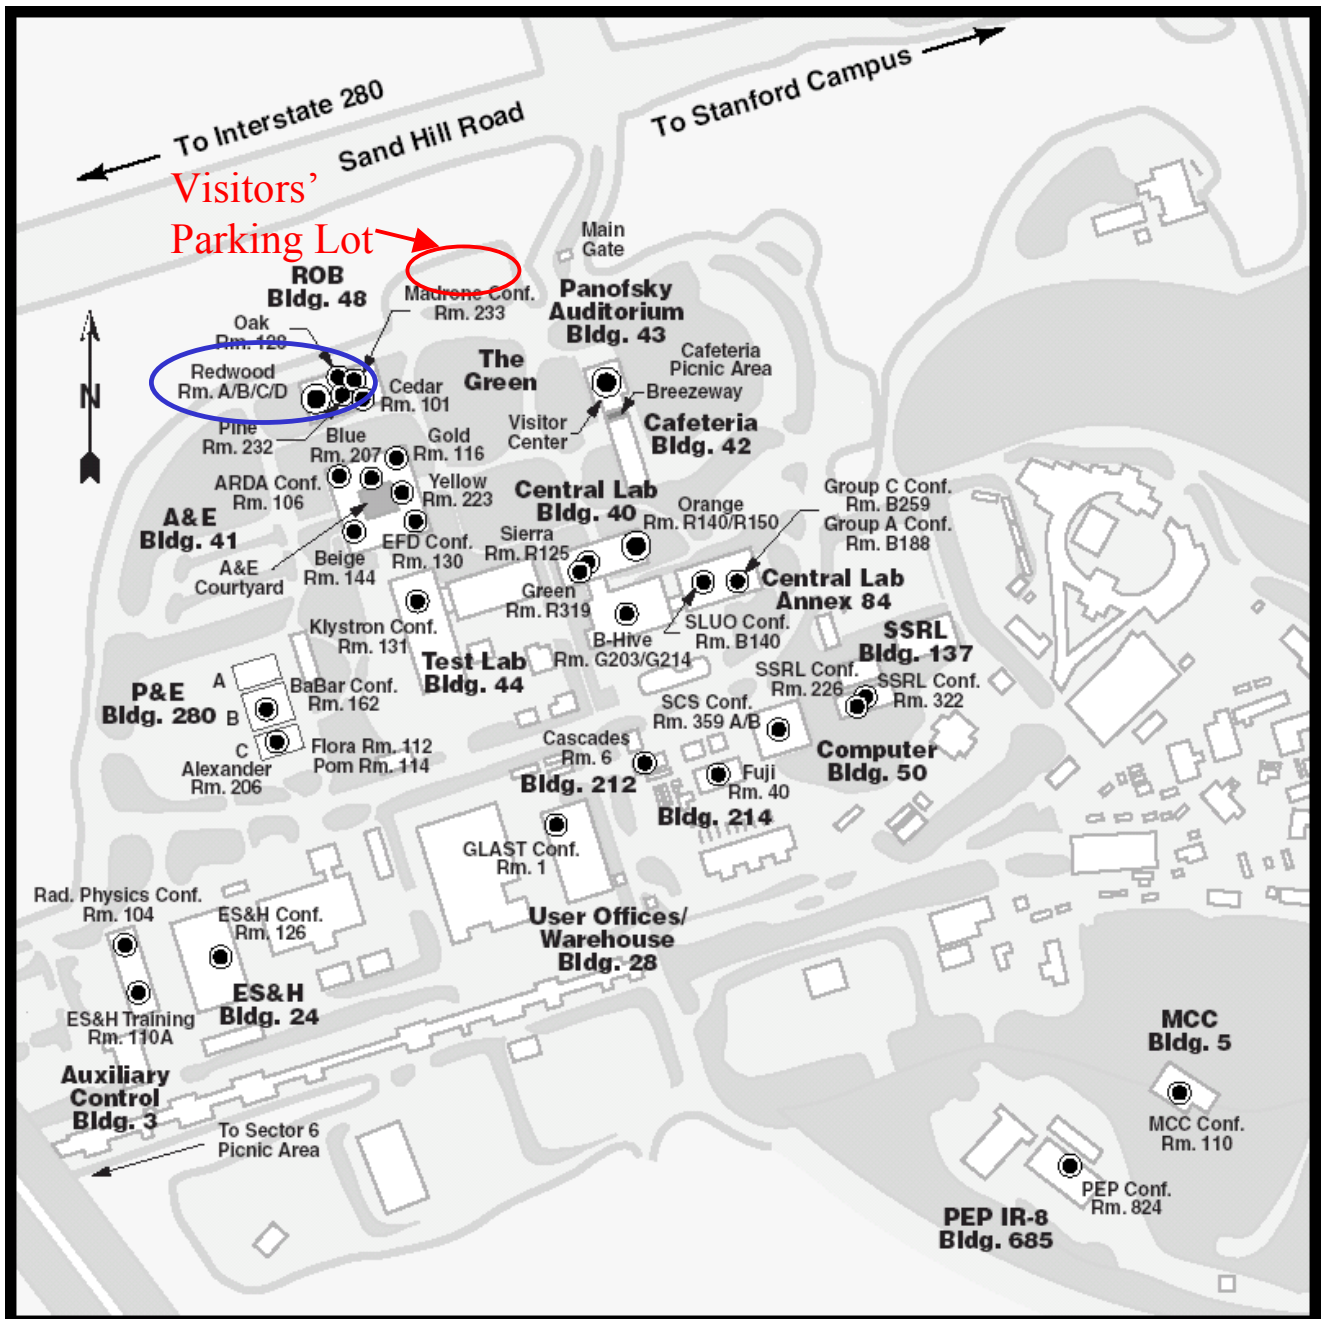 To Interstate 280
Sand Hill Road
To Stanford Campus
Visitors'
Parking Lot
Main
Gate
ROB
Bldg. 48
Madrone Conf.
Rm. 233
Panofsky
Auditorium
Bldg. 43
Oak
Rm. 128
Redwood
Rm. A/B/C/D
N
The
Green
Cafeteria
Picnic Area
Breezeway
Cedar
Rm. 101
Visitor
Center
Cafeteria
Bldg. 42
Pine
Rm. 232
Blue
Rm. 207
Gold
Rm. 116
ARDA Conf.
Rm. 106
Yellow
Rm. 223
Central Lab
Bldg. 40
Orange
Rm. R140/R150
Group C Conf.
Rm. B259
Group A Conf.
Rm. B188
A&E
Bldg. 41
Sierra
Rm. R125
EFD Conf.
Rm. 130
Beige
Rm. 144
A&E
Courtyard
Green
Rm. R319
Central Lab
Annex 84
Klystron Conf.
Rm. 131
B-Hive
Rm. G203/G214
SLUO Conf.
Rm. B140
SSRL
Bldg. 137
Test Lab
Bldg. 44
SSRL Conf.
Rm. 226
SSRL Conf.
Rm. 322
A
P&E
Bldg. 280
BaBar Conf.
Rm. 162
B
SCS Conf.
Rm. 359 A/B
C
Flora Rm. 112
Pom Rm. 114
Alexander
Rm. 206
Cascades
Rm. 6
Bldg. 212
Computer
Bldg. 50
Fuji
Rm. 40
Bldg. 214
GLAST Conf.
Rm. 1
Rad. Physics Conf.
Rm. 104
ES&H Conf.
Rm. 126
User Offices/
Warehouse
Bldg. 28
ES&H
Bldg. 24
ES&H Training
Rm. 110A
MCC
Bldg. 5
Auxiliary
Control
Bldg. 3
To Sector 6
Picnic Area
MCC Conf.
Rm. 110
PEP Conf.
Rm. 824
PEP IR-8
Bldg. 685